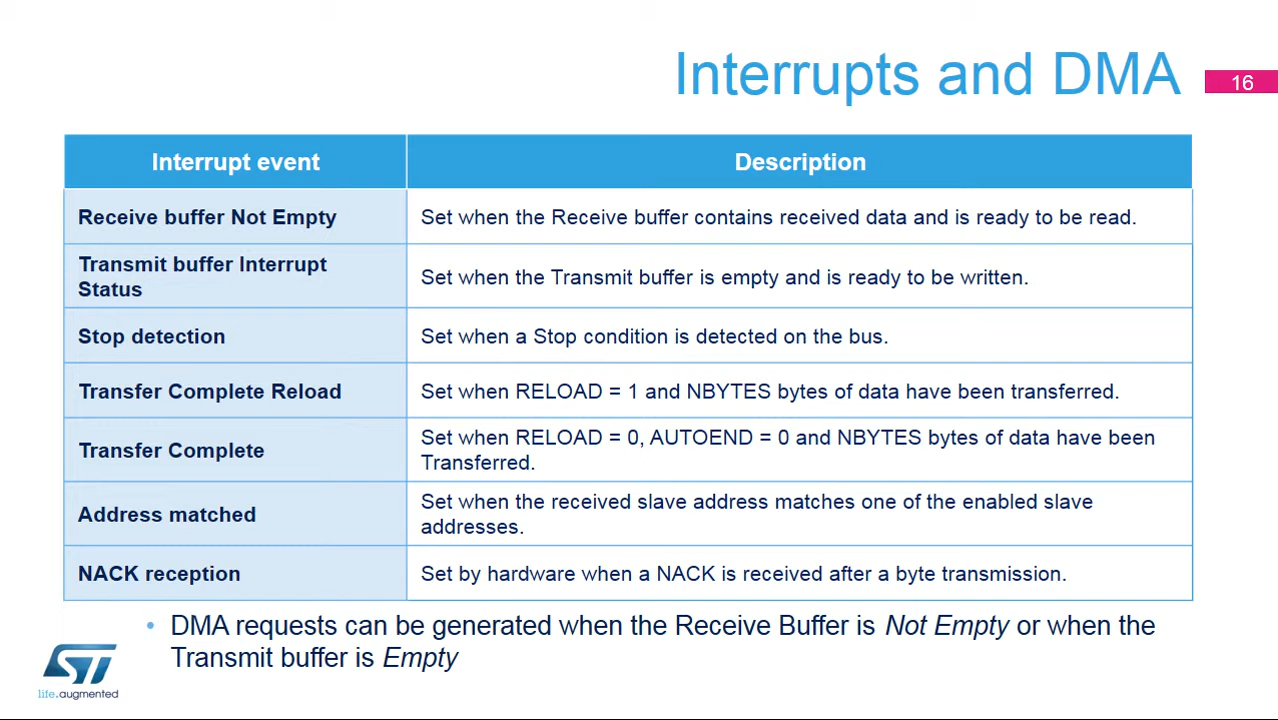 Interrupts and DMA
16
Interrupt event
Description
Receive buffer Not Empty
Set when the Receive buffer contains received data and is ready to be read.
Transmit buffer Interrupt
Status
Set when the Transmit buffer is empty and is ready to be written.
Stop detection
Set when a Stop condition is detected on the bus.
Transfer Complete Reload
Set when RELOAD = 1 and NBYTES bytes of data have been transferred.
Transfer Complete
Set when RELOAD = 0, AUTOEND = 0 and NBYTES bytes of data have been
Transferred.
Address matched
Set when the received slave address matches one of the enabled slave
addresses.
NACK reception
Set by hardware when a NACK is received after a byte transmission.
• DMA requests can be generated when the Receive Buffer is Not Empty or when the
Transmit buffer is Empty
ST
life.augmented